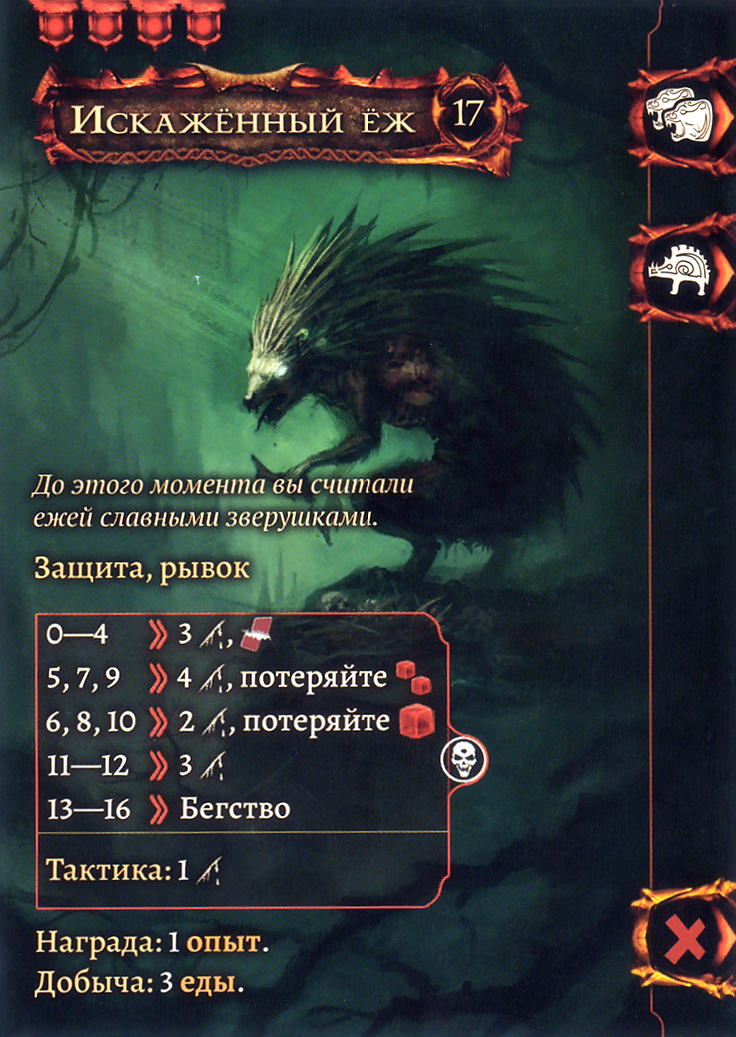 Искажённый ёж 17
До этого момента вы считали
ежей славными зверушками.
Защита, рывок
0—4 » 3 ,
5, 7, 9 » 4 , потеряйте
6, 8, 10 » 2 , потеряйте
11—12 » 3
13—16 » Бегство
Тактика: 1
Награда: 1 опыт.
Добыча: 3 еды.